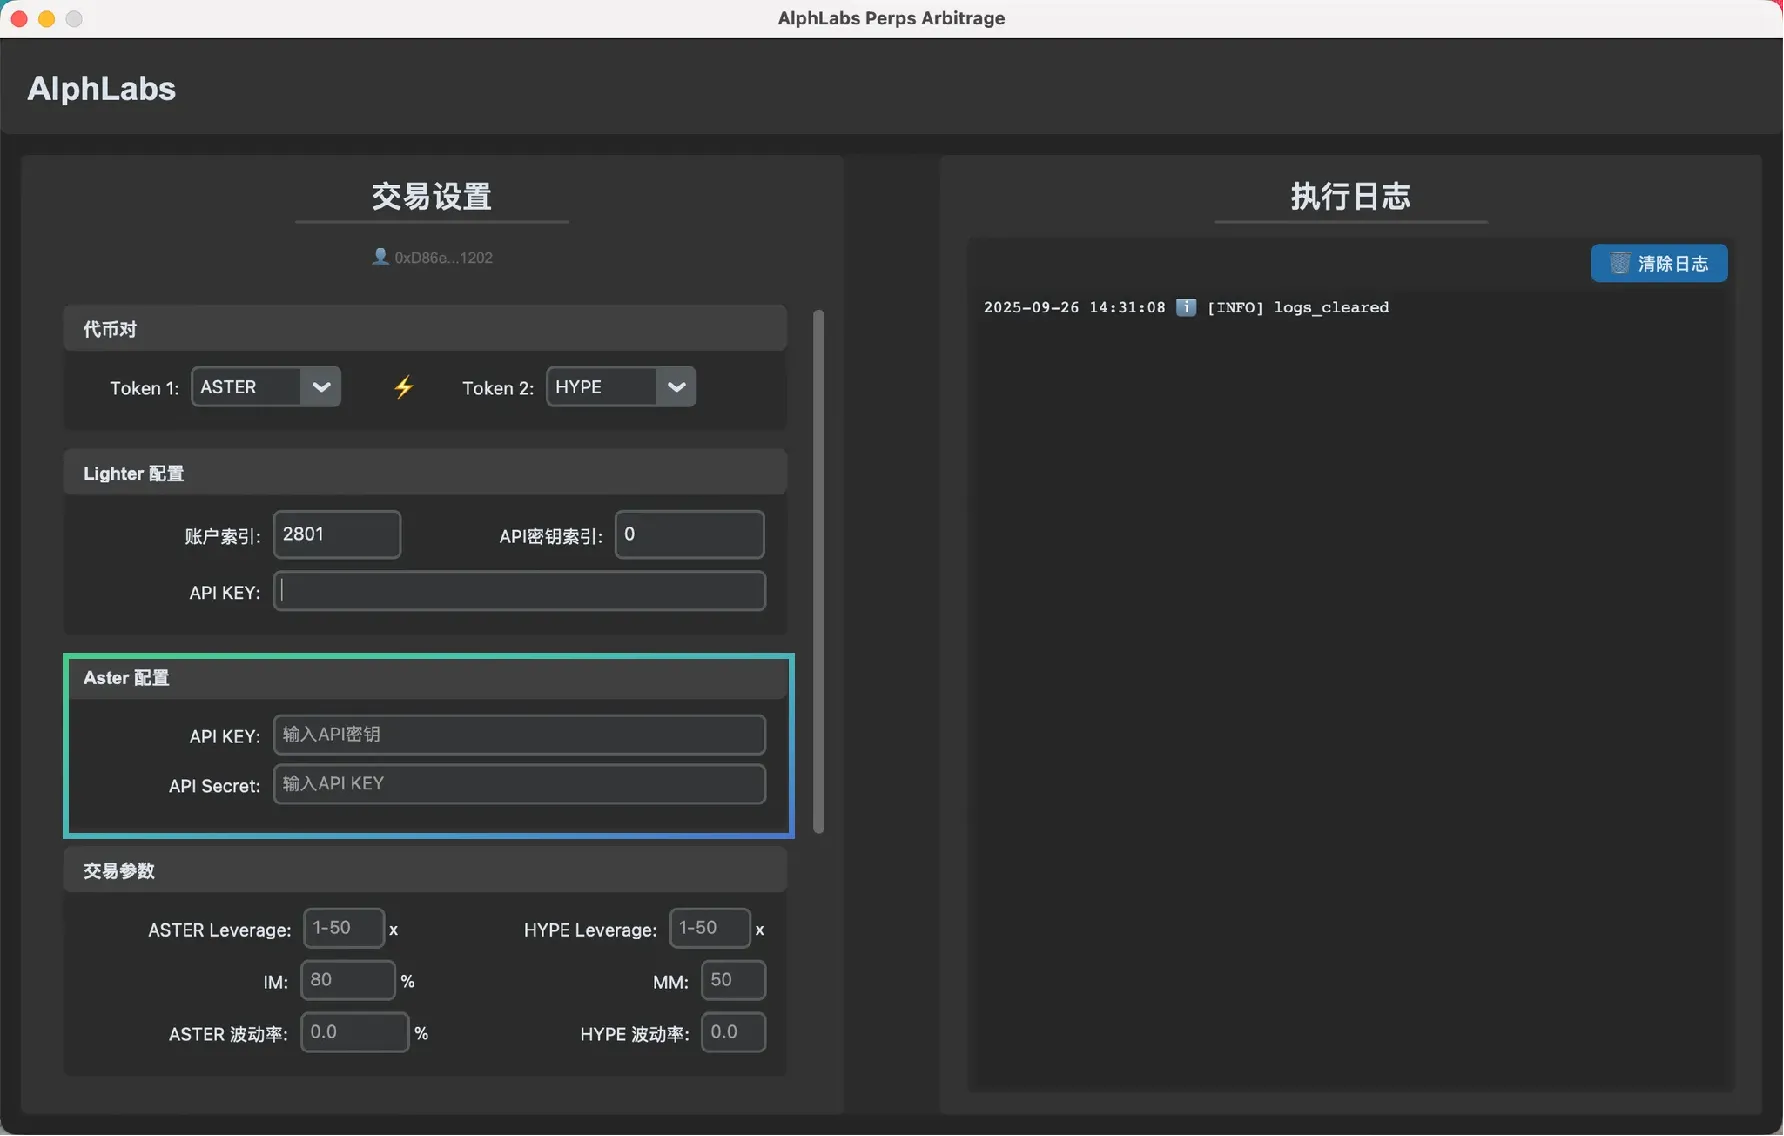 AlphLabs Perps Arbitrage
AlphLabs
交易设置
0xD86o...1202
代币对
Token 1: ASTER Token 2: HYPE
Lighter 配置
账户索引: 2801 API密钥索引: 0
API KEY:
Aster 配置
API KEY: 输入API密钥
API Secret: 输入API KEY
交易参数
ASTER Leverage: 1-50 x HYPE Leverage: 1-50 x
IM: 80 % MM: 50
ASTER 波动率: 0.0 % HYPE 波动率: 0.0
执行日志
清除日志
2025-09-26 14:31:08 [INFO] logs_cleared